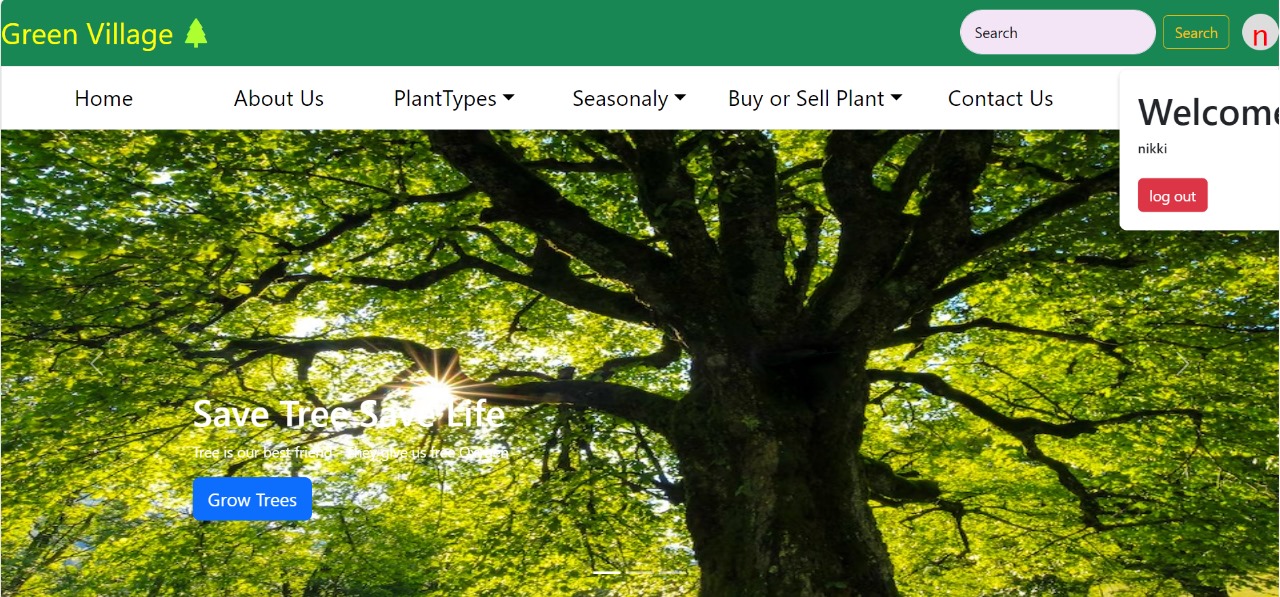 Green Village
Search
Search
n
Home
About Us
PlantTypes
Seasonaly
Buy or Sell Plant
Contact Us
Welcome
nikki
log out
Save Tree Save Life
Tree is our best friend
They give us free Oxygen
Grow Trees